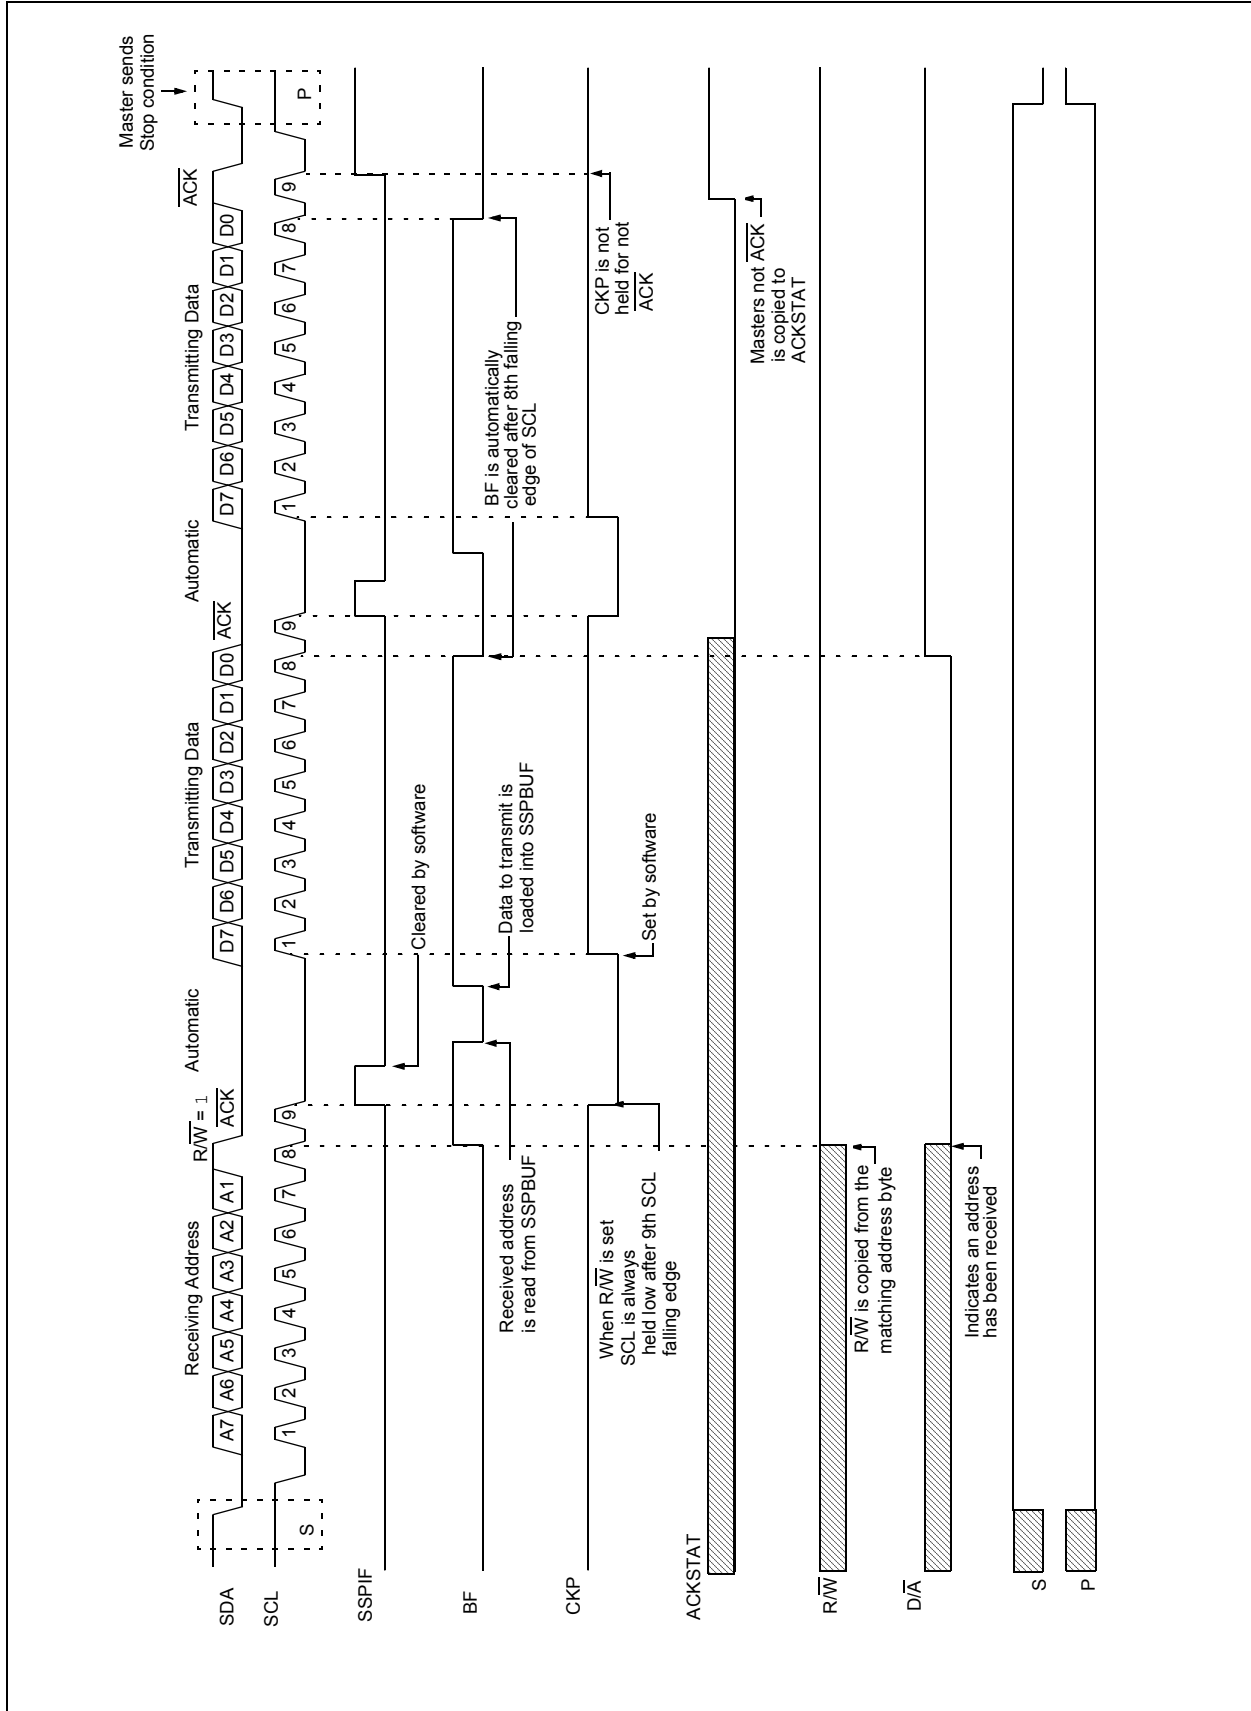 Master sends
Stop condition
Receiving Address
R/W = 1
ACK
Automatic
Transmitting Data
ACK
Automatic
Transmitting Data
ACK
SDA
A7 A6 A5 A4 A3 A2 A1
D7 D6 D5 D4 D3 D2 D1 D0
D7 D6 D5 D4 D3 D2 D1 D0
SCL
S
1 2 3 4 5 6 7 8 9
1 2 3 4 5 6 7 8 9
1 2 3 4 5 6 7 8 9
P
SSPIF
Cleared by software
BF
Received address
is read from SSPBUF
Data to transmit is
loaded into SSPBUF
BF is automatically
cleared after 8th falling
edge of SCL
CKP
When R/W is set
SCL is always
held low after 9th SCL
falling edge
Set by software
CKP is not
held for not
ACK
ACKSTAT
Masters not ACK
is copied to
ACKSTAT
R/W
R/W is copied from the
matching address byte
D/A
Indicates an address
has been received
S
P